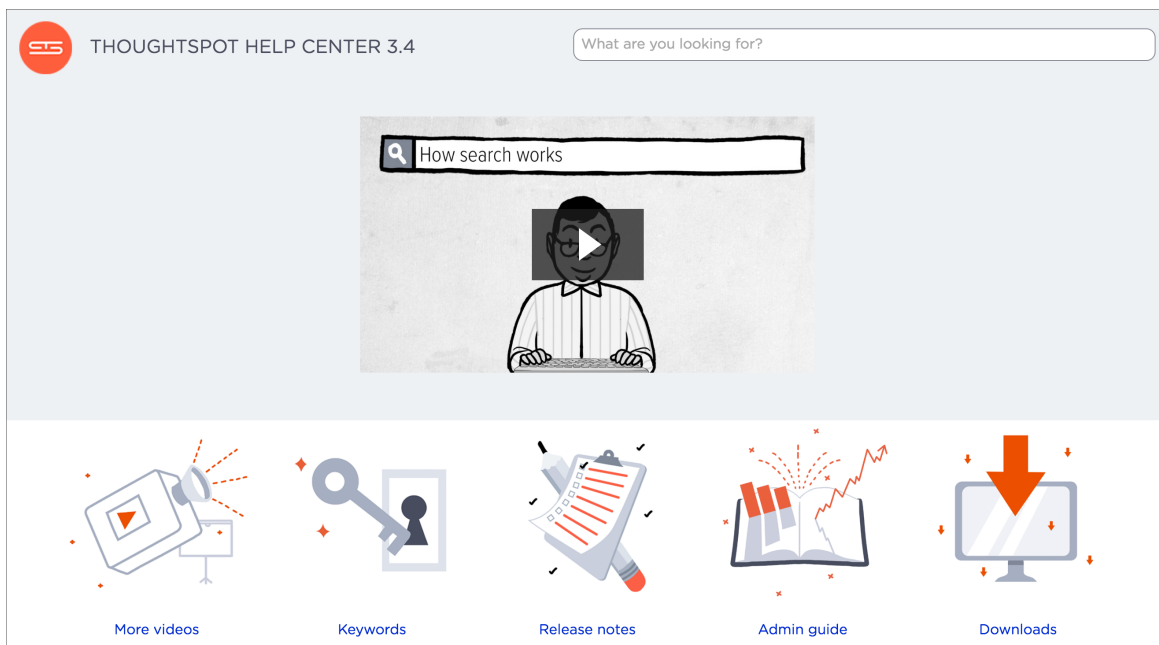 THOUGHTSPOT HELP CENTER 3.4
What are you looking for?
How search works
More videos
Keywords
Release notes
Admin guide
Downloads